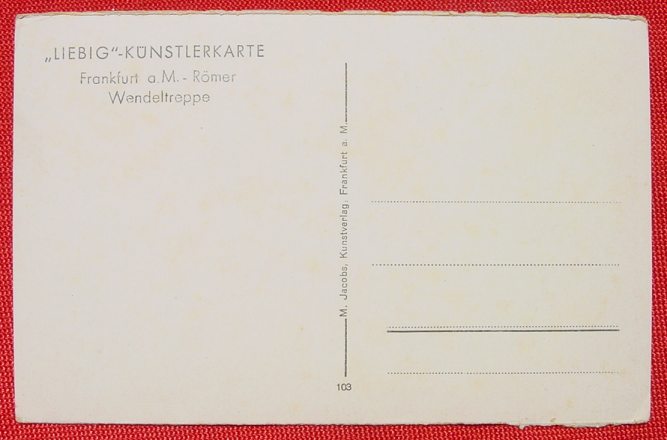 „LIEBIG“-KÜNSTLERKARTE
Frankfurt a.M. - Römer
Wendeltreppe
M. Jacobs, Kunstverlag, Frankfurt a. M.
103